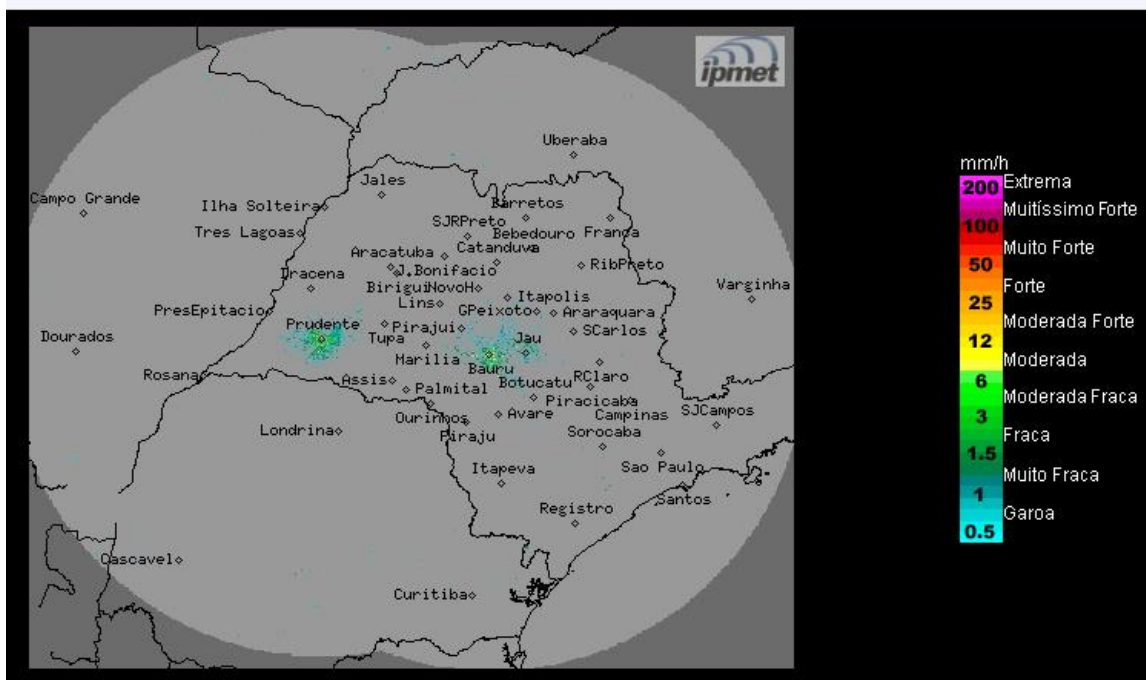 ipmet
Uberaba
Jales
Campo Grande
Ilha Solteira
Barretos
SJRPreto
Tres Lagoas
Bebedouro
Franca
Aracatuba
Catanduva
Dracena
J.Bonifacio
RibPreto
Birigui
NovoH
Varginha
Lins
Itapolis
PresEpitacio
GPeixoto
Araraquara
Prudente
Pirajui
SCarlos
Dourados
Tupa
Jau
Marilia
Bauru
Rosana
Assis
Botucatu
RClaro
Palmital
Piracicaba
Ourinhos
Avare
Campinas
SJCampos
Londrina
Piraju
Sorocaba
Itapeva
Sao Paulo
Santos
Registro
Cascavel
Curitiba
mm/h
200 Extrema
Muitíssimo Forte
100
Muito Forte
50
Forte
25
Moderada Forte
12
Moderada
6
Moderada Fraca
3
Fraca
1.5
Muito Fraca
1
Garoa
0.5